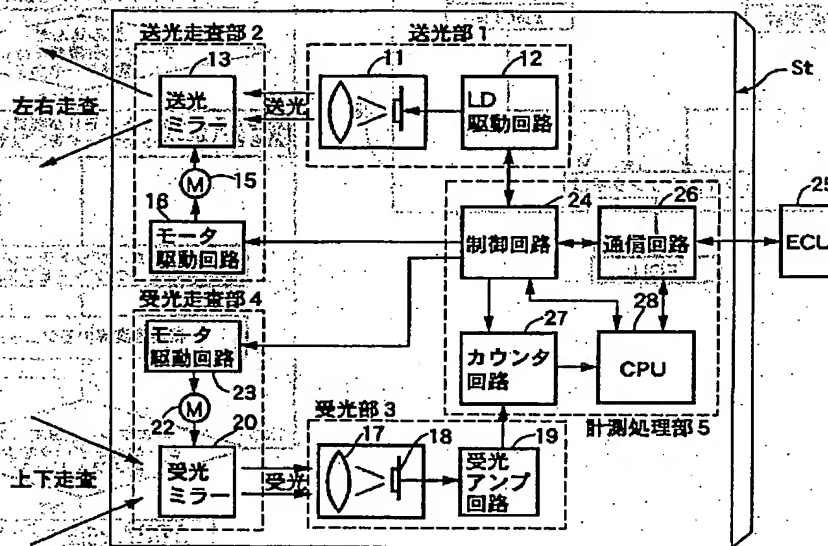 送光走査部2
送光部1
13
11
12
St
左右走査
送光
ミラー
送光
LD
駆動回路
M
15
16
モータ
駆動回路
24
26
25
制御回路
通信回路
ECU
受光走査部4
モータ
駆動回路
23
27
28
カウンタ
回路
CPU
22
M
20
受光部3
計測処理部5
17
18
19
上下走査
受光
ミラー
受光
受光
アンプ
回路